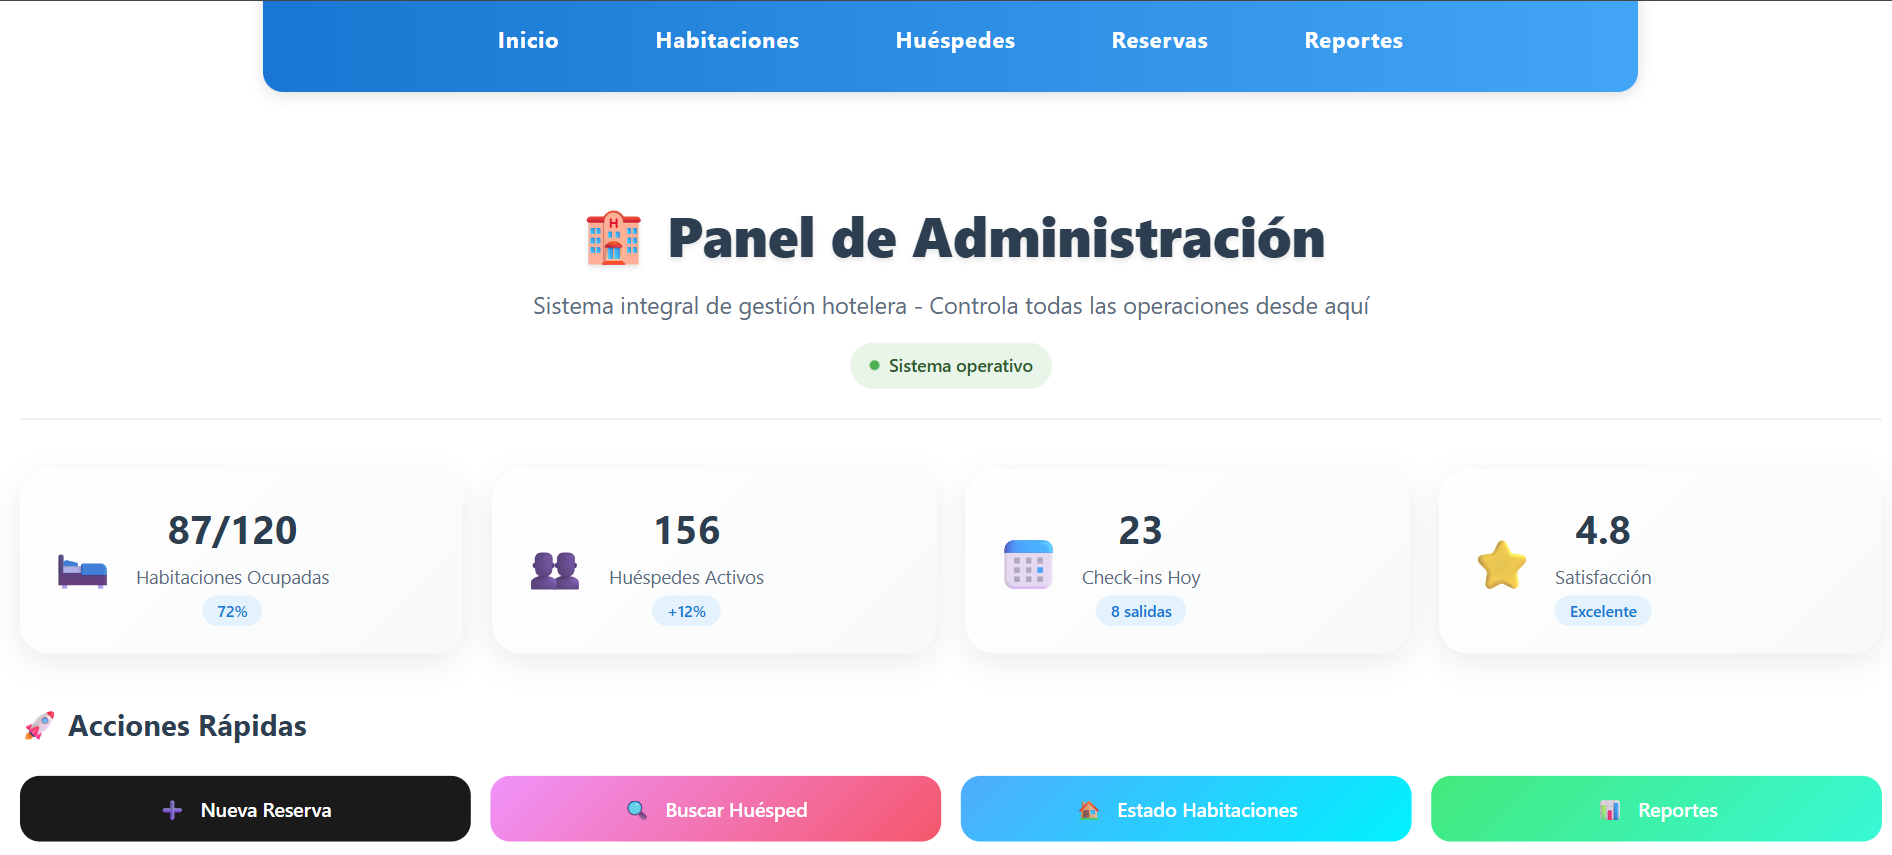 Inicio Habitaciones Huéspedes Reservas Reportes
Panel de Administración
Sistema integral de gestión hotelera - Controla todas las operaciones desde aquí
Sistema operativo
87/120
Habitaciones Ocupadas
72%
156
Huéspedes Activos
+12%
23
Check-ins Hoy
8 salidas
4.8
Satisfacción
Excelente
Acciones Rápidas
Nueva Reserva
Buscar Huésped
Estado Habitaciones
Reportes